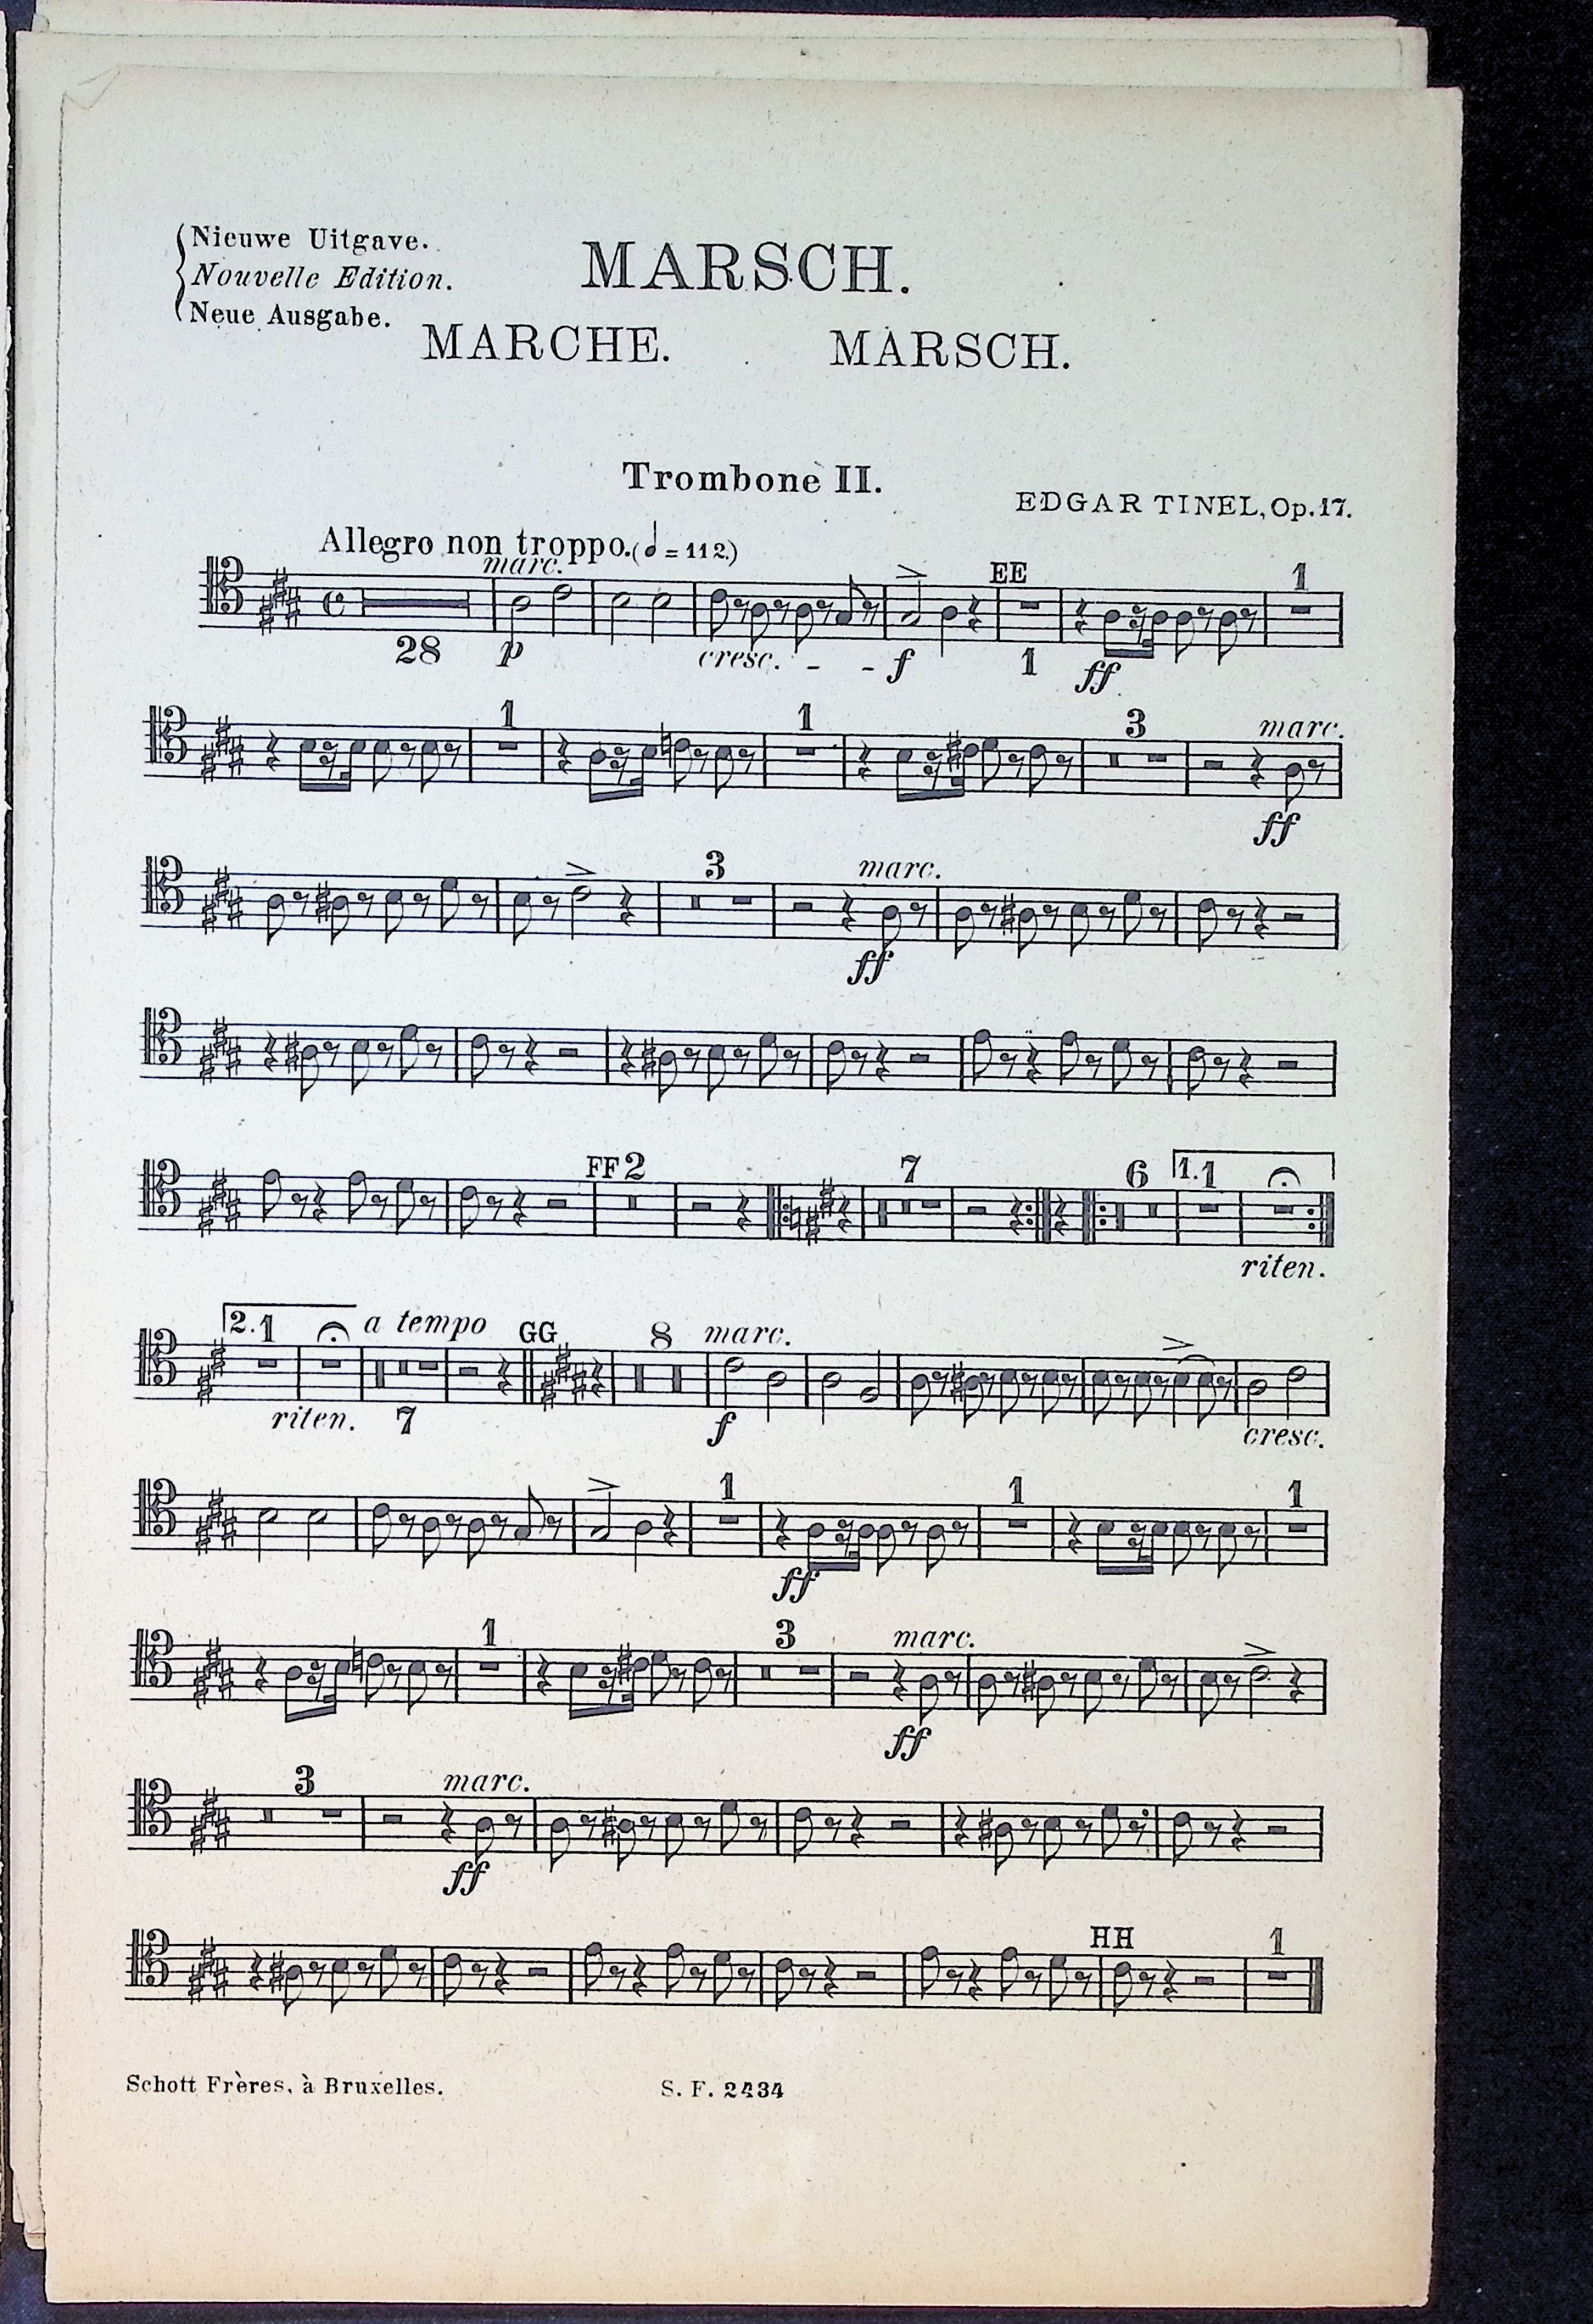 Nieuwe Uitgave.
Nouvelle Edition.
Neue Ausgabe.
MARSCH.
MARCHE. MARSCH.
Trombone II.
EDGAR TINEL, Op. 17.
Allegro non troppo. (♩ = 112.)
marc. EE 1
28 p cresc. - - f 1 ff
1 1 3 marc.
ff
3 marc.
ff
FF 2 7 6 1. 1
riten.
2. 1 a tempo GG 8 marc.
riten. 7 f cresc.
1 1 1
ff
1 3 marc.
ff
3 marc.
ff
HH 1
Schott Frères, à Bruxelles. S. F. 2434